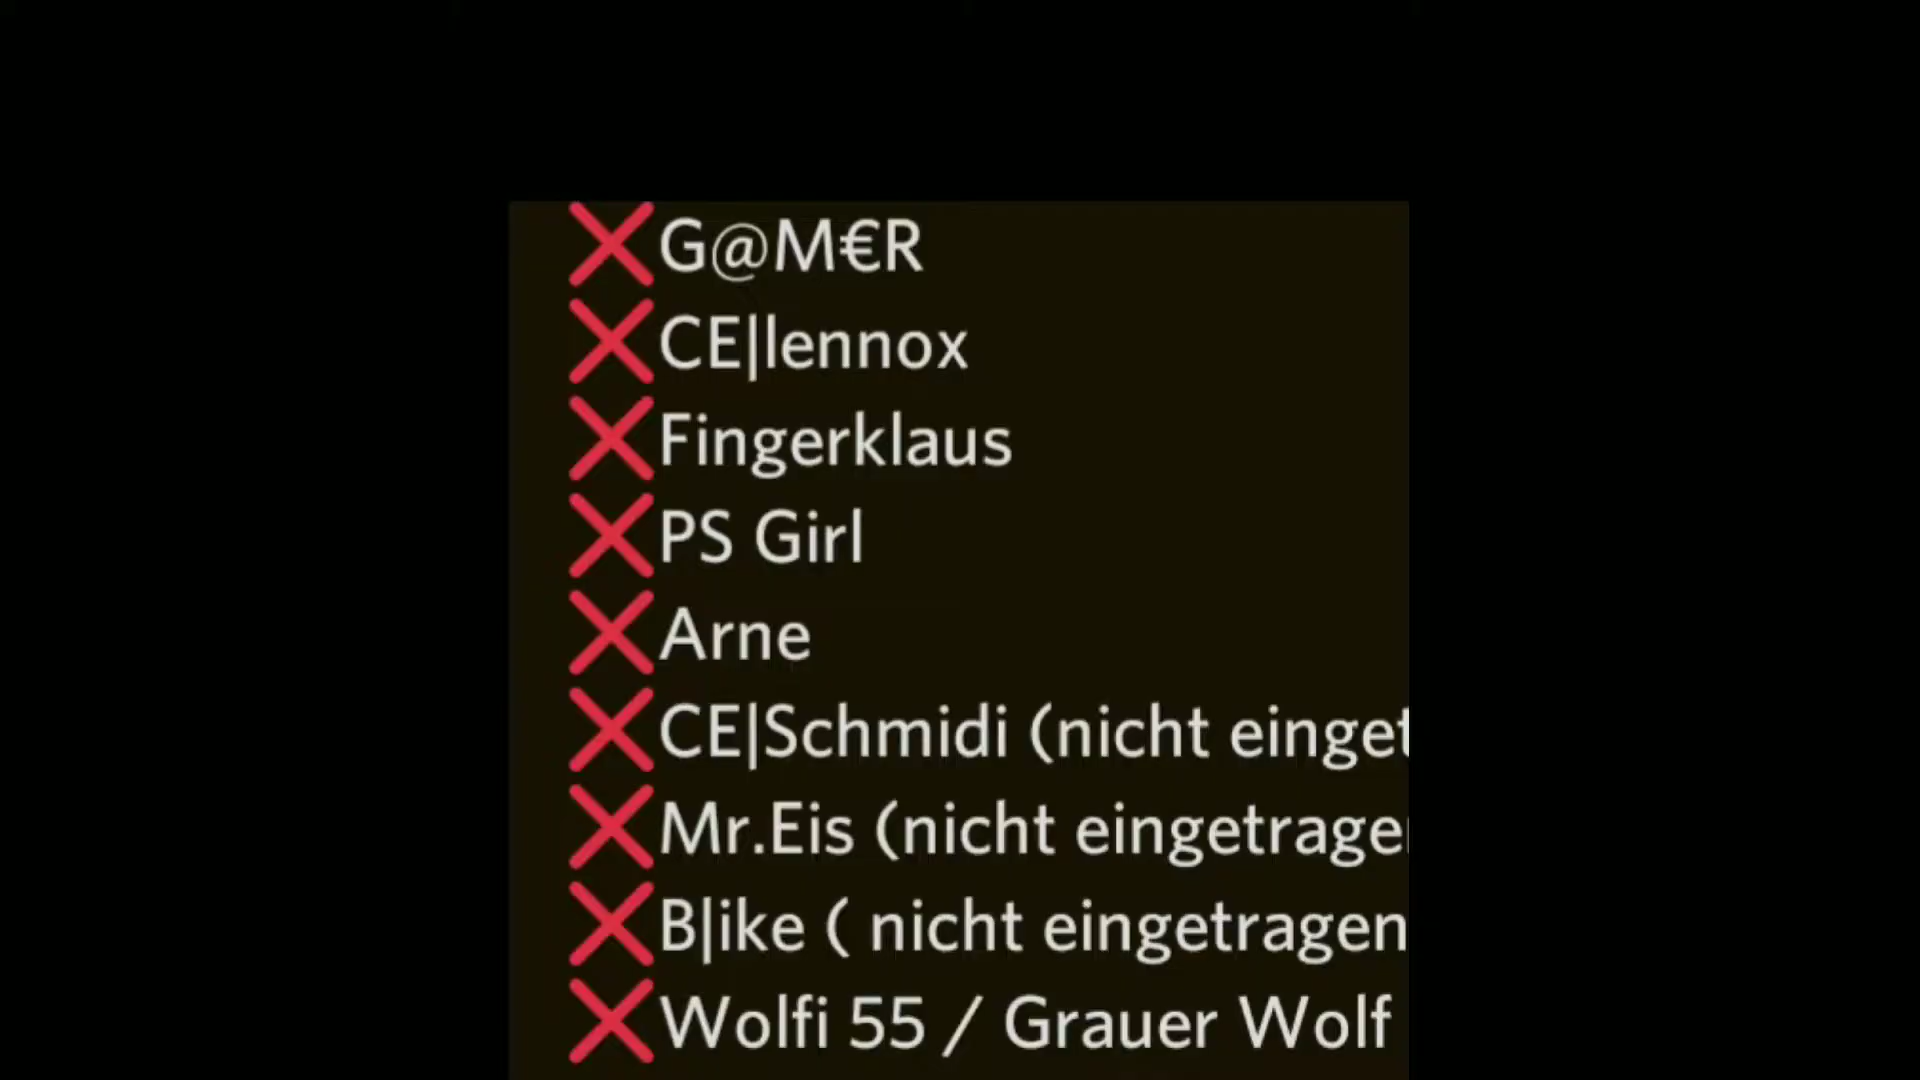 ❌G@M€R
❌CE|lennox
❌Fingerklaus
❌PS Girl
❌Arne
❌CE|Schmidi (nicht einget
❌Mr.Eis (nicht eingetrage
❌B|ike ( nicht eingetragen
❌Wolfi 55 / Grauer Wolf